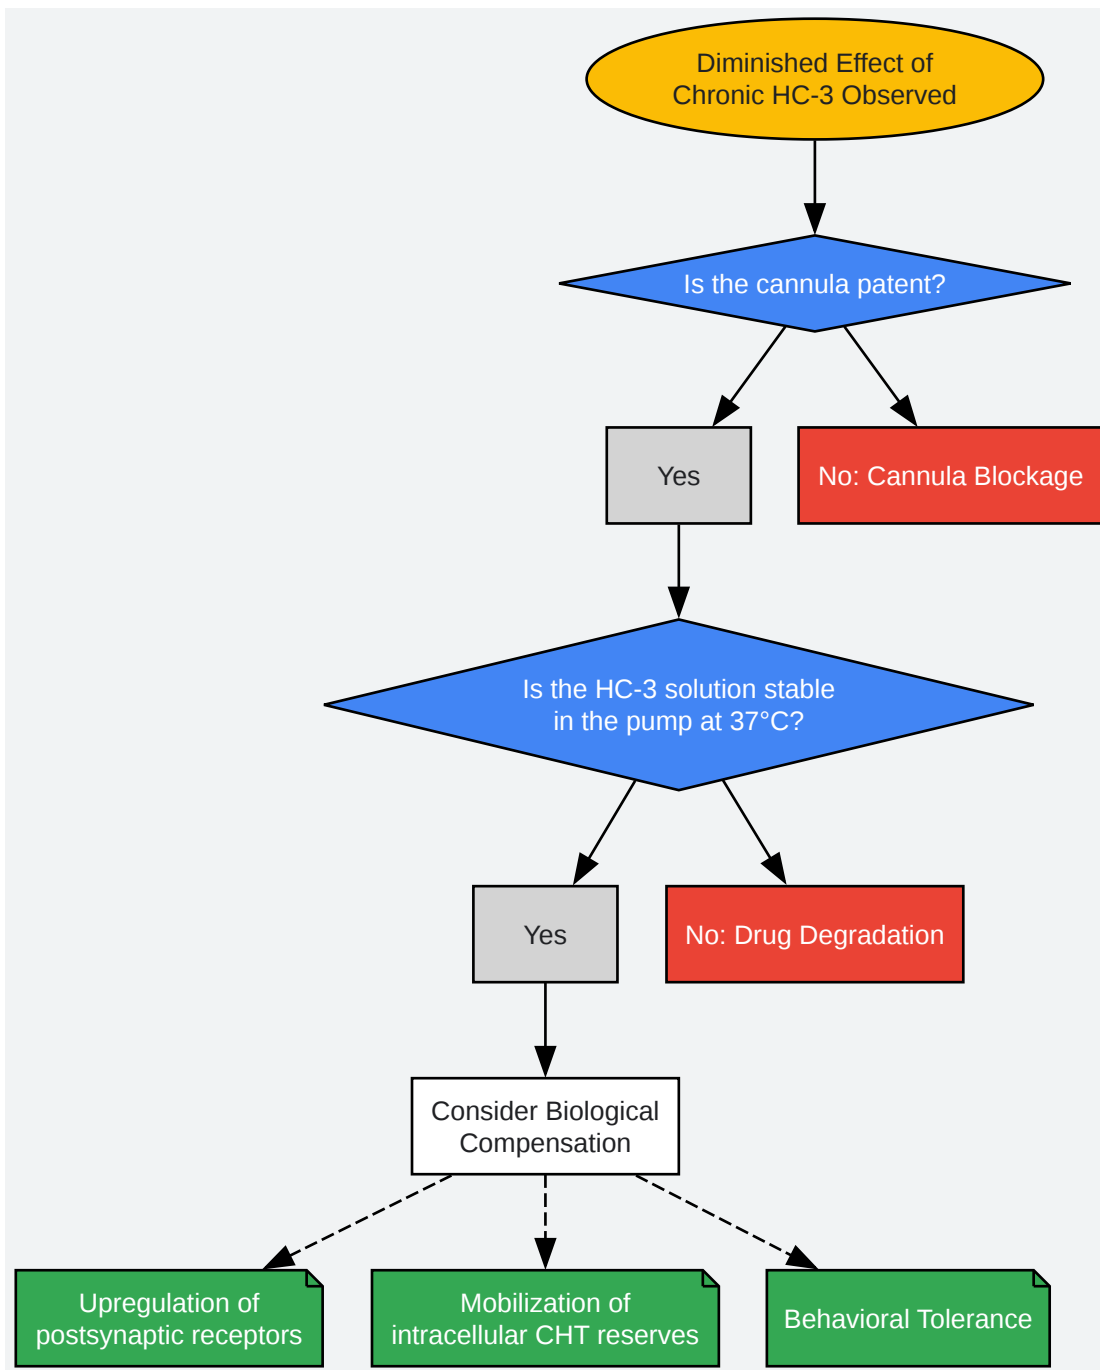 Diminished Effect of
Chronic HC-3 Observed
Is the cannula patent?
Yes
No: Cannula Blockage
Is the HC-3 solution stable
in the pump at 37°C?
Yes
No: Drug Degradation
Consider Biological
Compensation
Upregulation of
postsynaptic receptors
Mobilization of
intracellular CHT reserves
Behavioral Tolerance